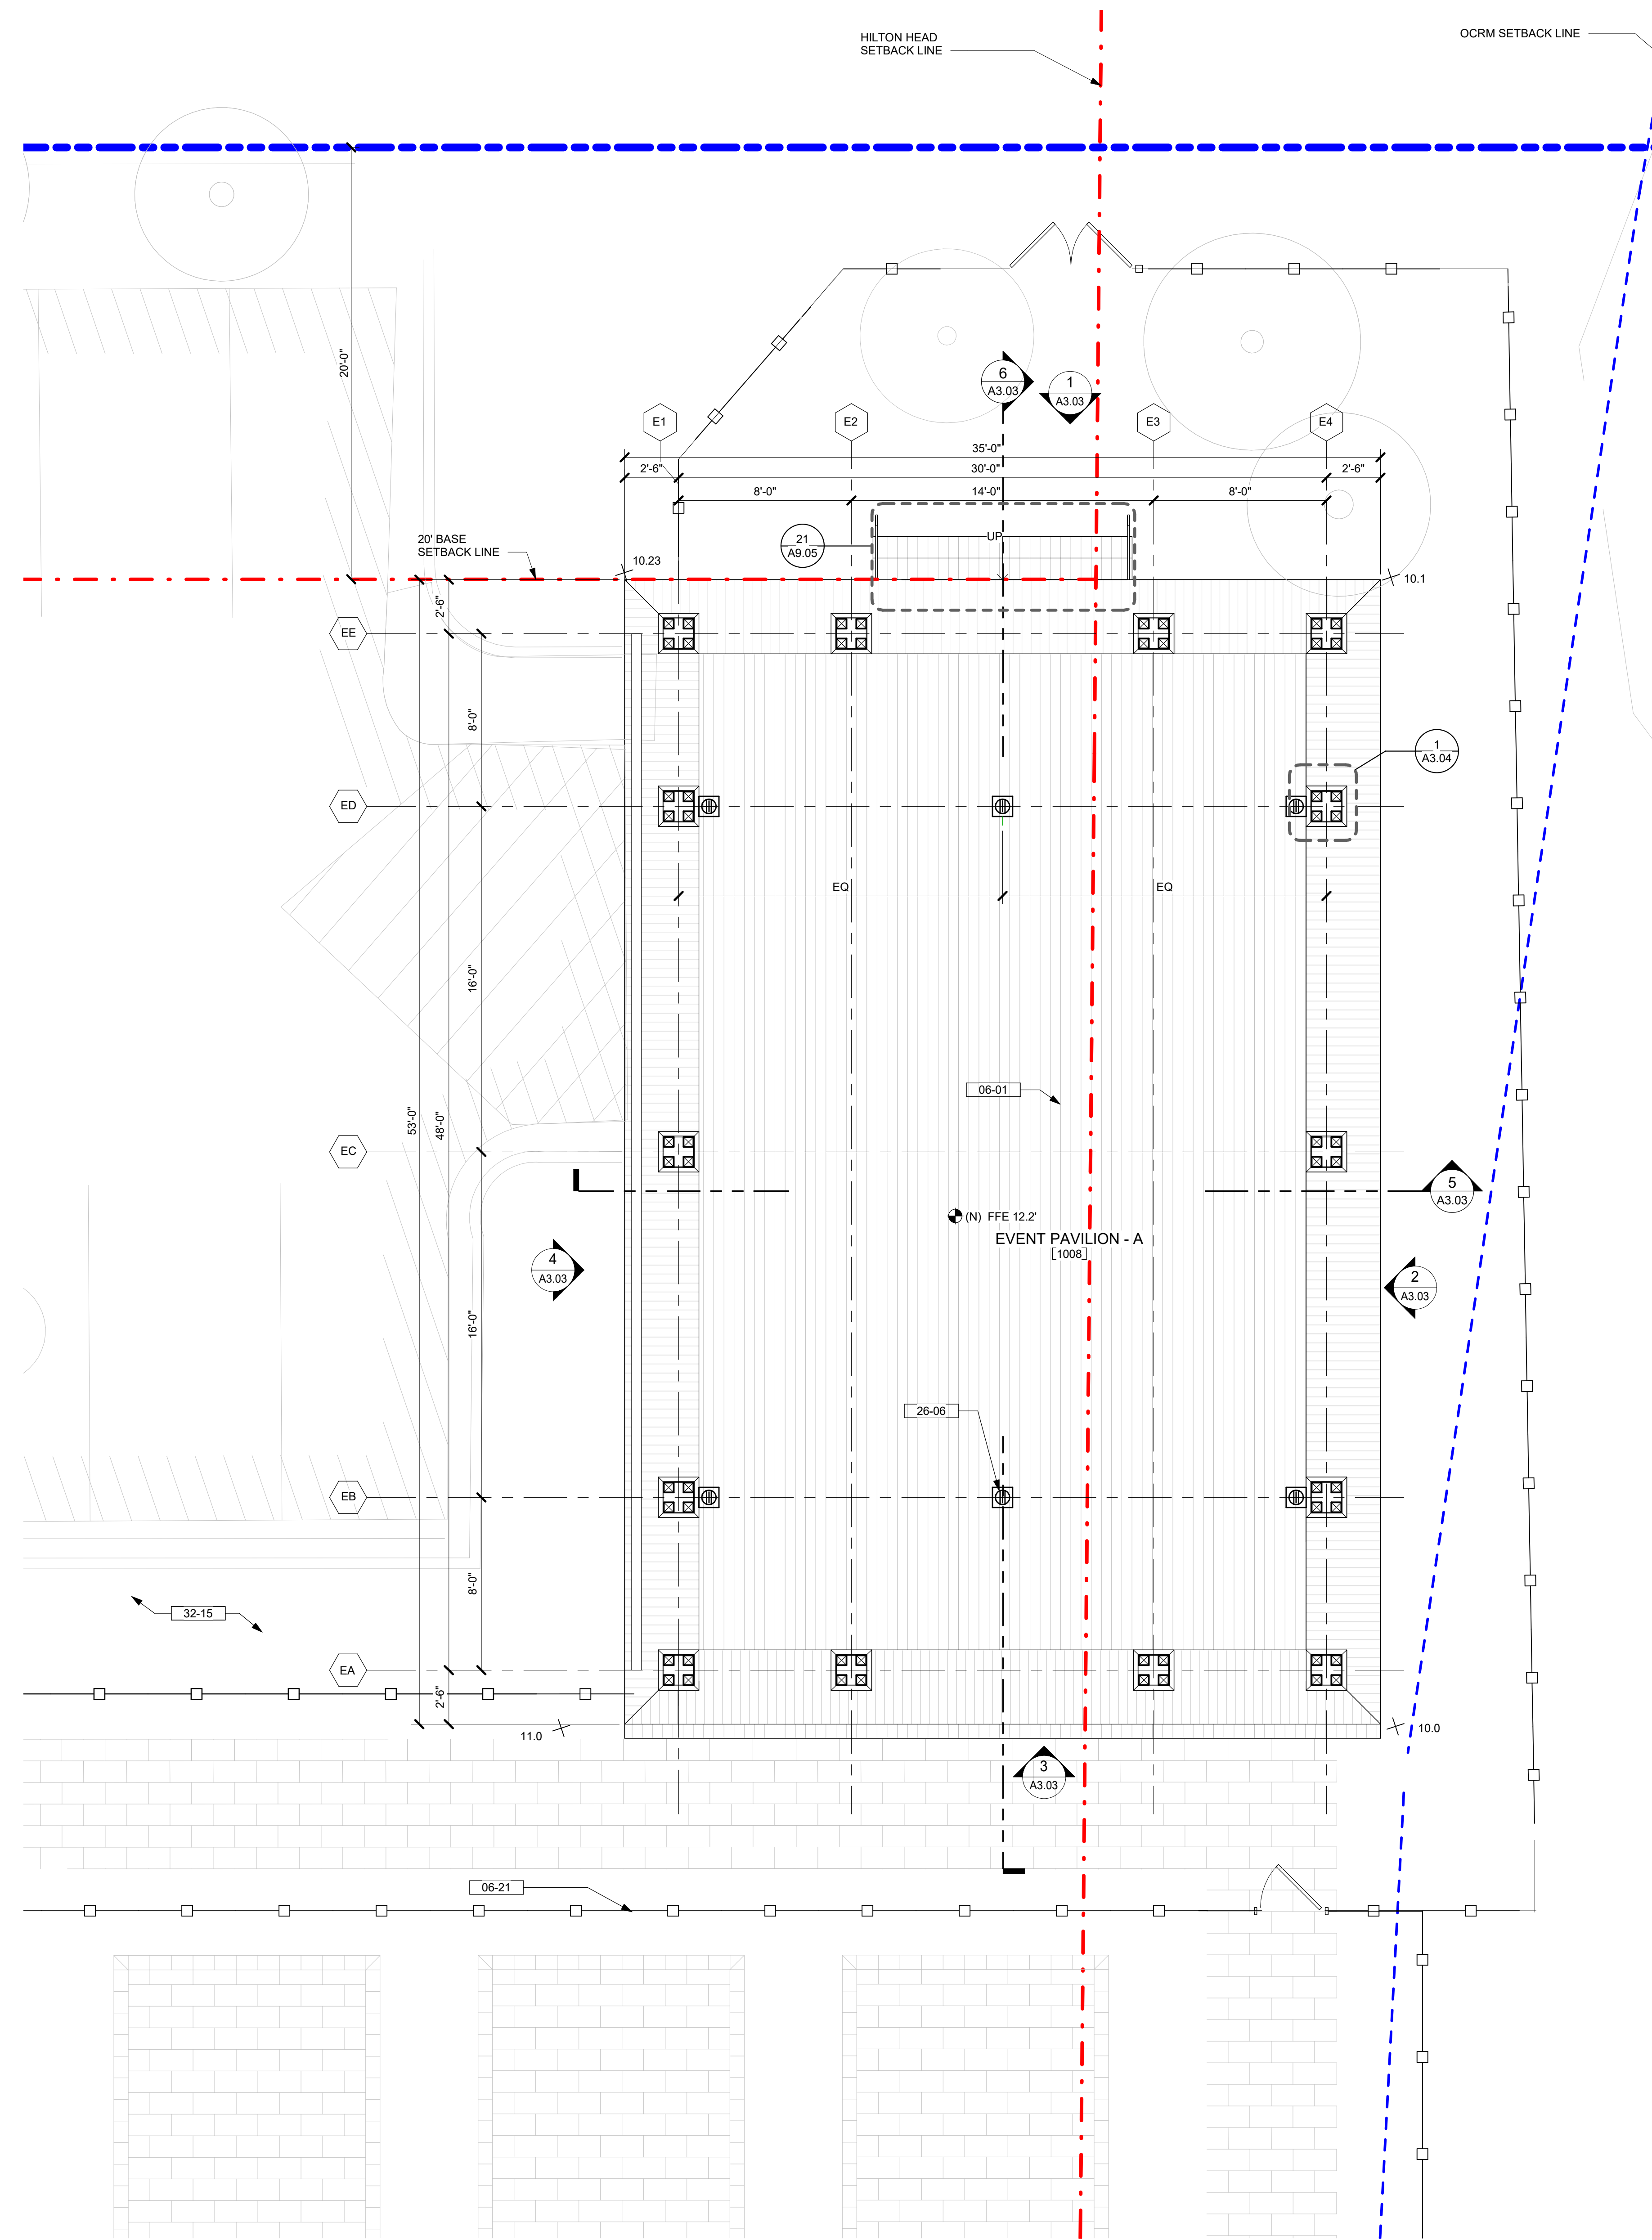 HILTON HEAD
SETBACK LINE
OCRM SETBACK LINE
20'-0"
6
A3.03
1
A3.03
E1
E2
E3
E4
35'-0"
2'-6"
30'-0"
2'-6"
8'-0"
14'-0"
8'-0"
20' BASE
SETBACK LINE
21
A9.05
UP
10.23
10.1
EE
2'-6"
8'-0"
ED
1
A3.04
EQ
EQ
16'-0"
06-01
53'-0"
48'-0"
EC
5
A3.03
(N) FFE 12.2'
EVENT PAVILION - A
1008
4
A3.03
2
A3.03
16'-0"
26-06
EB
8'-0"
32-15
EA
2'-6"
11.0
10.0
3
A3.03
06-21